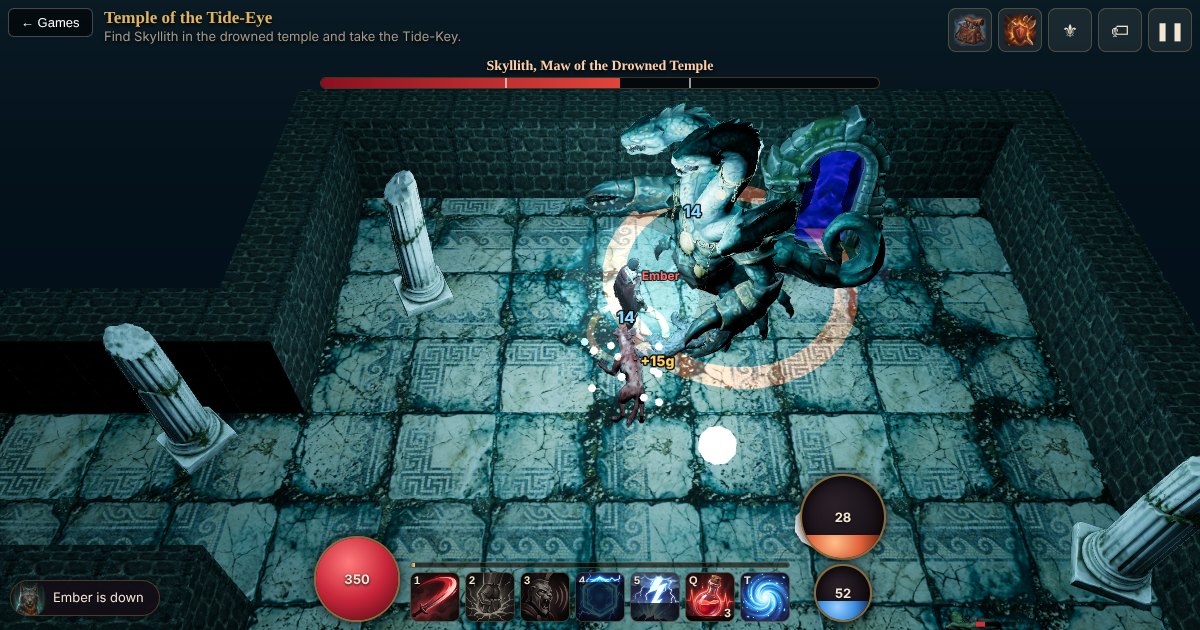 ← Games
Temple of the Tide-Eye
Find Skyllith in the drowned temple and take the Tide-Key.
Skyllith, Maw of the Drowned Temple
14
Ember
14
+15g
28
350
1
2
3
4
5
Q
3
T
52
Ember is down